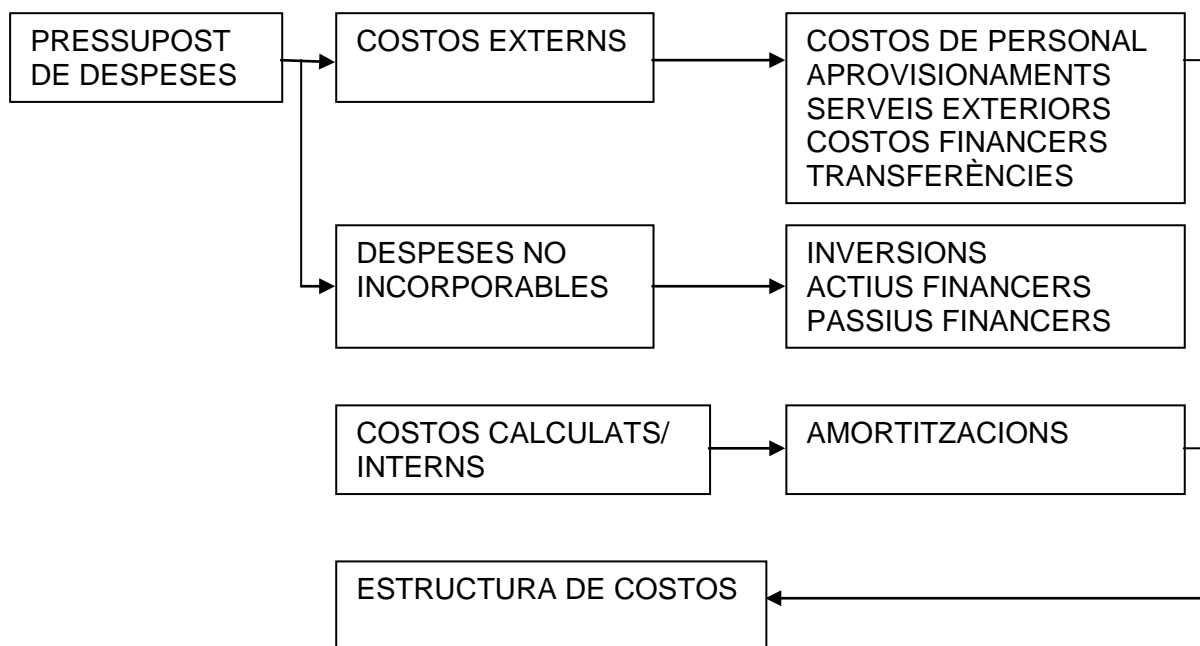 PRESSUPOST
DE DESPESES
COSTOS EXTERNS
COSTOS DE PERSONAL
APROVISIONAMENTS
SERVEIS EXTERIORS
COSTOS FINANCERS
TRANSFERÈNCIES
DESPESES NO
INCORPORABLES
INVERSIONS
ACTIUS FINANCERS
PASSIUS FINANCERS
COSTOS CALCULATS/
INTERNS
AMORTITZACIONS
ESTRUCTURA DE COSTOS